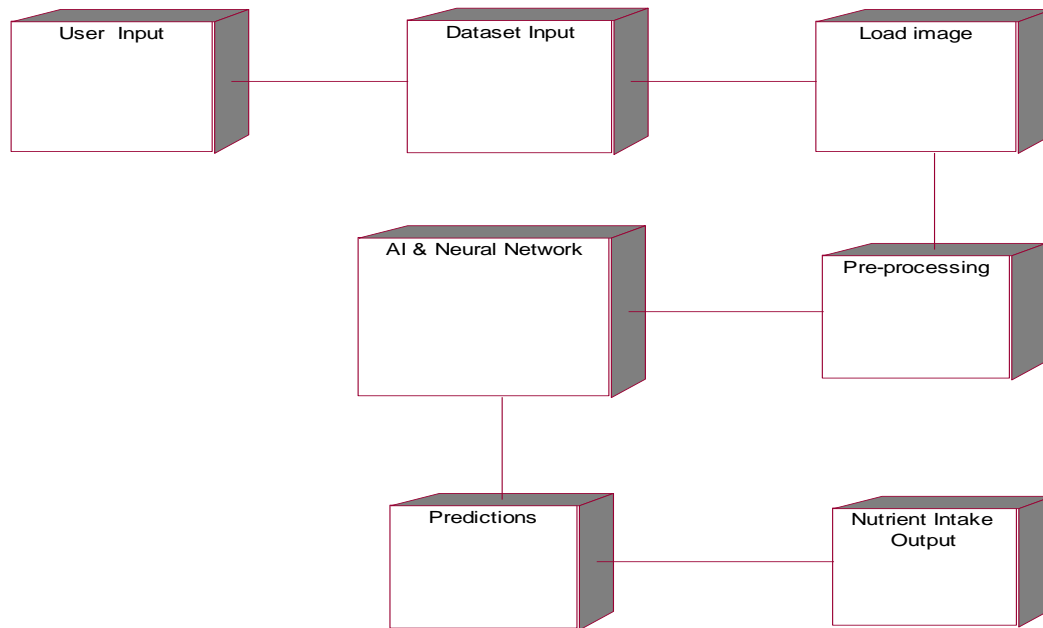 User  Input
Dataset Input
Load image
AI & Neural Network
Pre-processing
Predictions
Nutrient Intake
Output